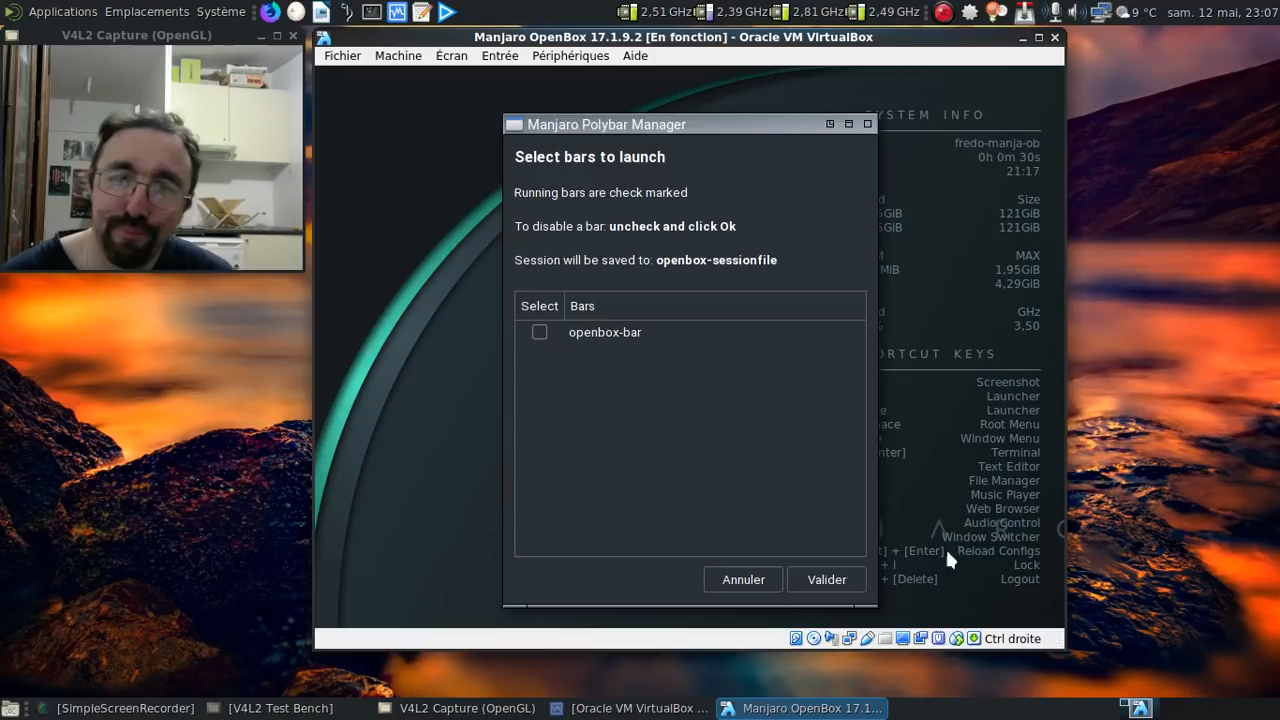 Applications Emplacements Système
2,51 GHz 2,39 GHz 2,81 GHz 2,49 GHz
9 °C sam. 12 mai, 23:07
V4L2 Capture (OpenGL)
Manjaro OpenBox 17.1.9.2 [En fonction] - Oracle VM VirtualBox
Fichier Machine Écran Entrée Périphériques Aide
YSTEM INFO
fredo-manja-ob
0h 0m 30s
21:17
d Size
GiB 121GiB
GiB 121GiB
MAX
MiB 1,95GiB
4,29GiB
d GHz
% 3,50
ORTCUT KEYS
Screenshot
Launcher
e Launcher
ace Root Menu
e Window Menu
nter] Terminal
Text Editor
File Manager
Music Player
Web Browser
Audio Control
Window Switcher
] + [Enter] Reload Configs
+ l Lock
+ [Delete] Logout
Manjaro Polybar Manager
Select bars to launch
Running bars are check marked
To disable a bar: uncheck and click Ok
Session will be saved to: openbox-sessionfile
Select Bars
openbox-bar
Annuler Valider
Ctrl droite
[SimpleScreenRecorder] [V4L2 Test Bench] V4L2 Capture (OpenGL) [Oracle VM VirtualBox ... Manjaro OpenBox 17.1...